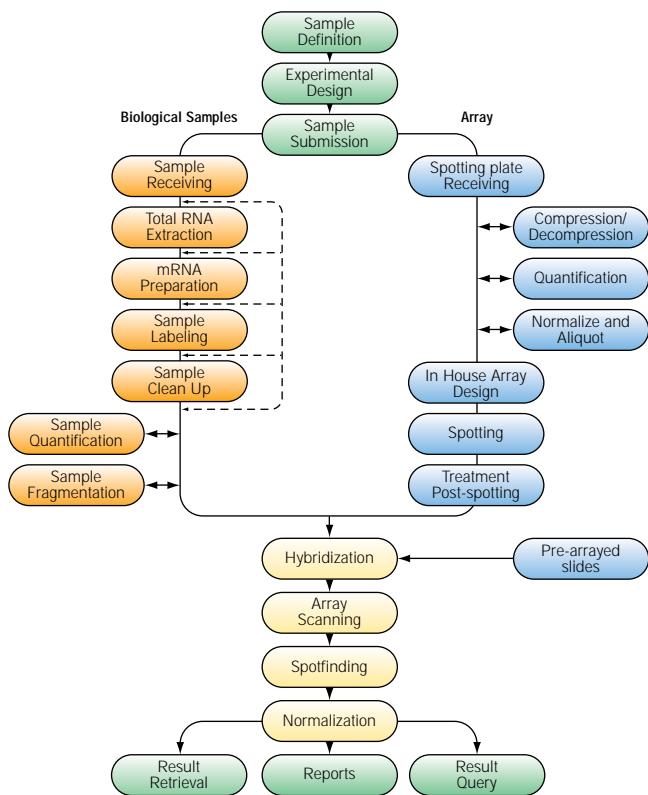 Sample
Definition
Experimental
Design
Biological Samples
Array
Sample
Submission
Sample
Receiving
Total RNA
Extraction
mRNA
Preparation
Sample
Labeling
Sample
Clean Up
Sample
Quantification
Sample
Fragmentation
Spotting plate
Receiving
Compression/
Decompression
Quantification
Normalize and
Aliquot
In House Array
Design
Spotting
Treatment
Post-spotting
Hybridization
Pre-arrayed
slides
Array
Scanning
Spotfinding
Normalization
Result
Retrieval
Reports
Result
Query